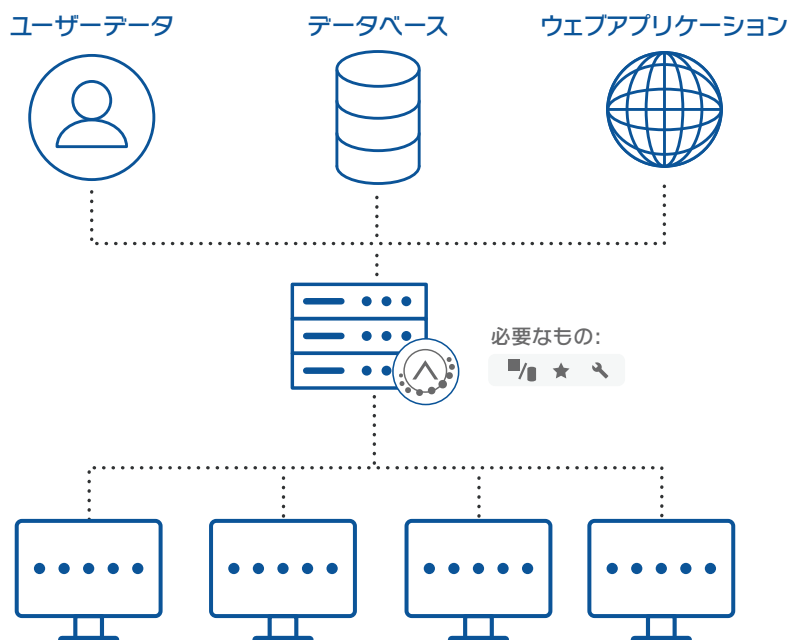 ユーザーデータ
データベース
ウェブアプリケーション
必要なもの: